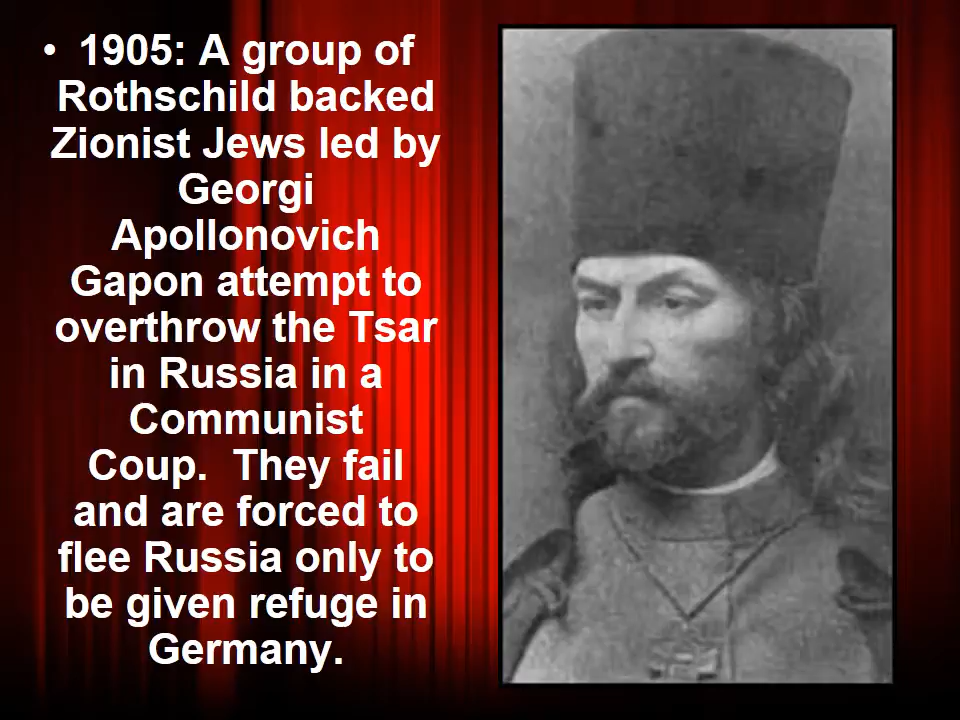 • 1905: A group of
Rothschild backed
Zionist Jews led by
Georgi
Apollonovich
Gapon attempt to
overthrow the Tsar
in Russia in a
Communist
Coup.  They fail
and are forced to
flee Russia only to
be given refuge in
Germany.